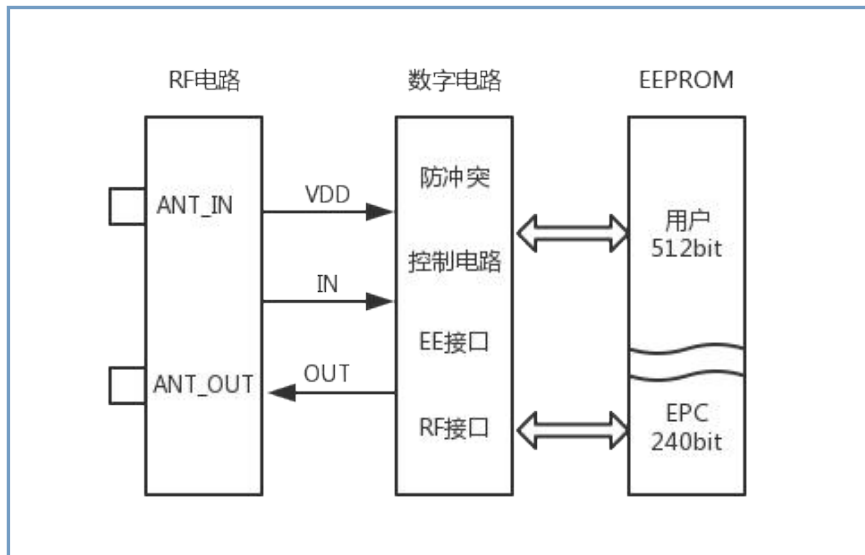 RF电路
数字电路
EEPROM
ANT_IN
VDD
防冲突
用户
512bit
控制电路
IN
EE接口
ANT_OUT
OUT
RF接口
EPC
240bit